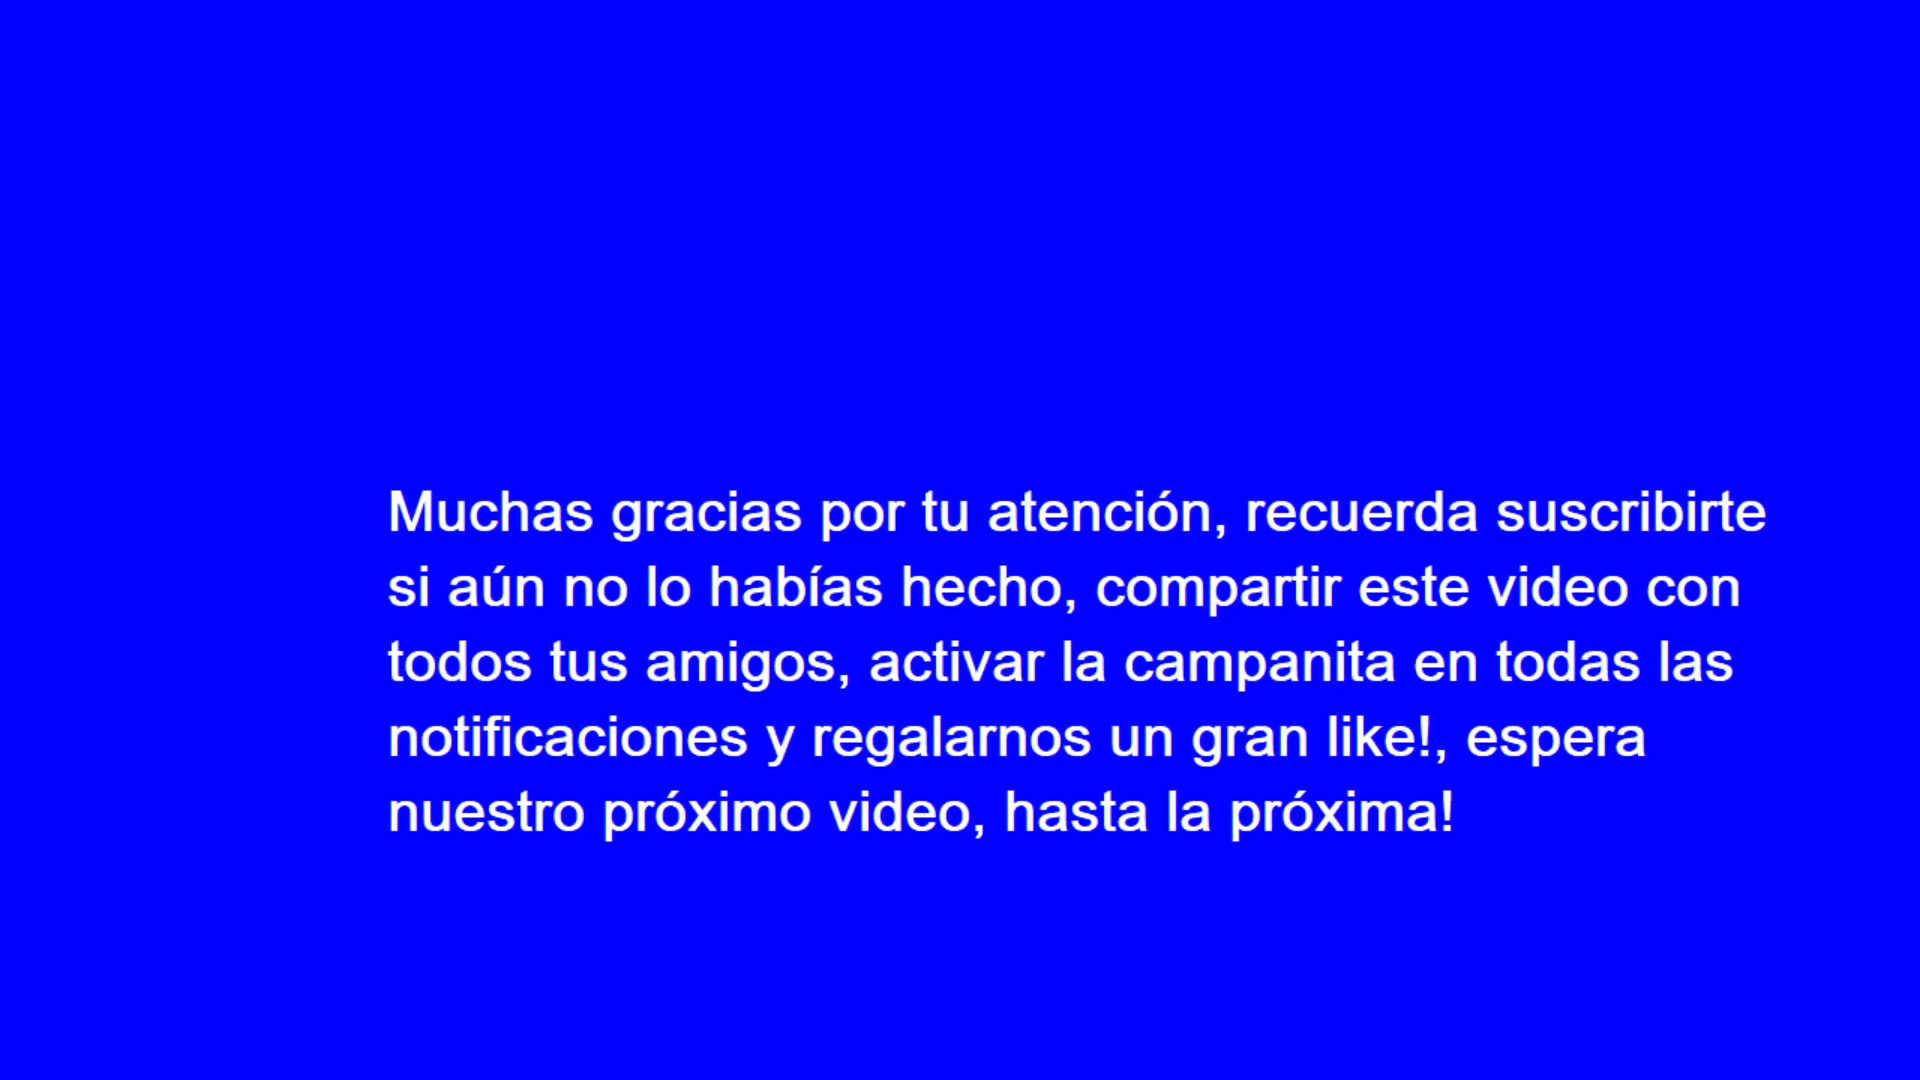 Muchas gracias por tu atención, recuerda suscribirte
si aún no lo habías hecho, compartir este video con
todos tus amigos, activar la campanita en todas las
notificaciones y regalarnos un gran like!, espera
nuestro próximo video, hasta la próxima!